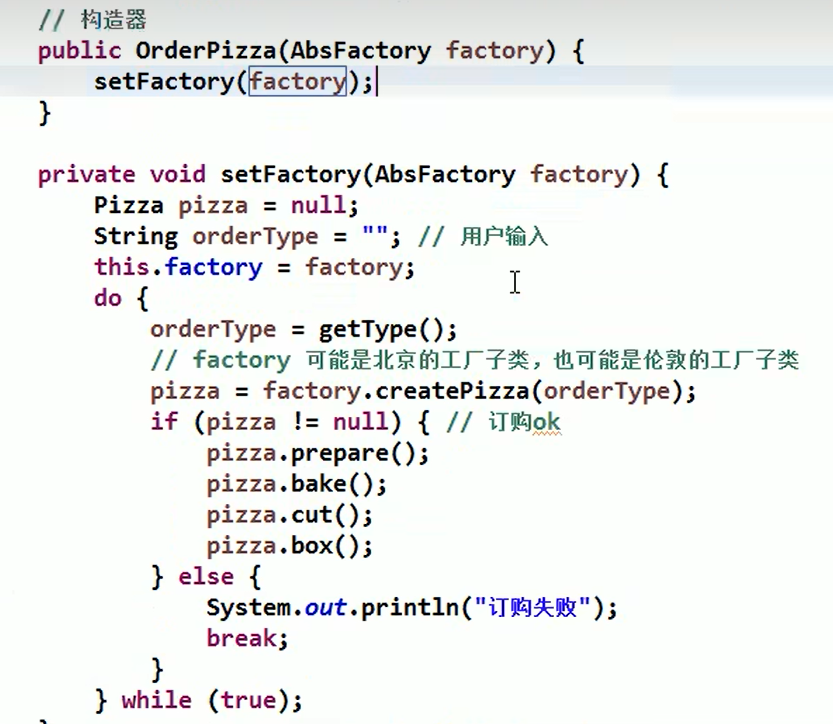 // 构造器
public OrderPizza(AbsFactory factory) {
    setFactory(factory);
}
private void setFactory(AbsFactory factory) {
    Pizza pizza = null;
    String orderType = ""; // 用户输入
    this.factory = factory;
    do {
        orderType = getType();
        // factory 可能是北京的工厂子类，也可能是伦敦的工厂子类
        pizza = factory.createPizza(orderType);
        if (pizza != null) { // 订购ok
            pizza.prepare();
            pizza.bake();
            pizza.cut();
            pizza.box();
        } else {
            System.out.println("订购失败");
            break;
        }
    } while (true);